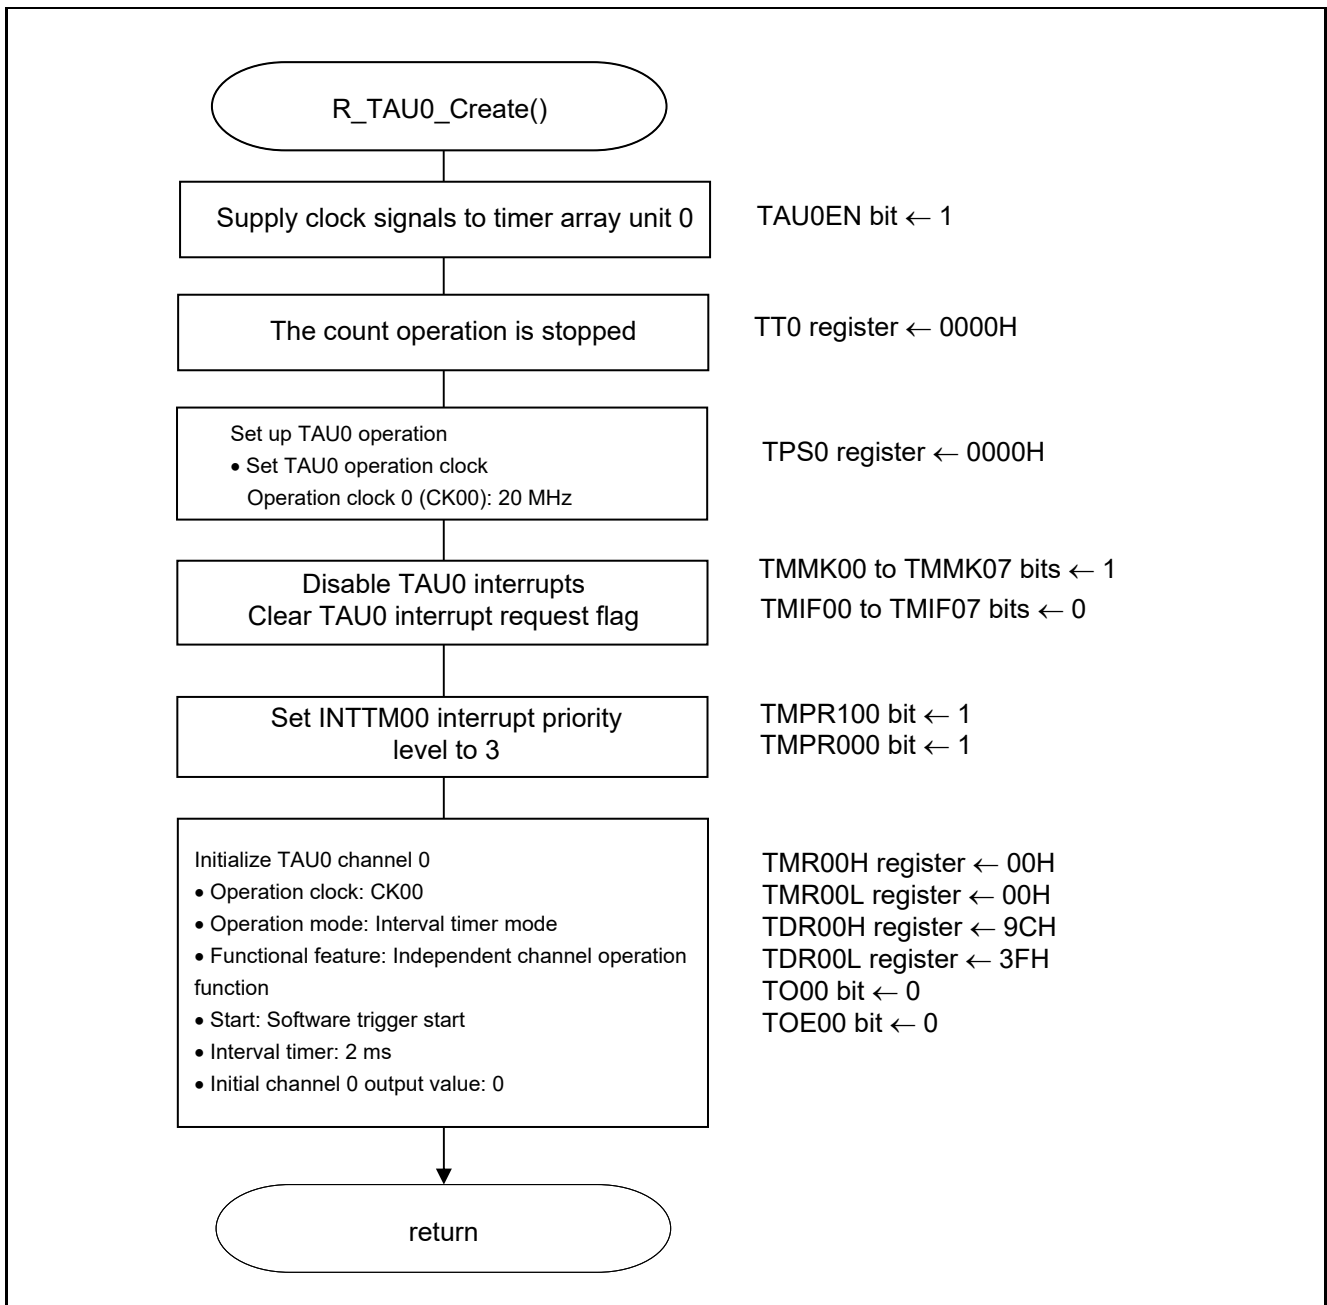 R_TAU0_Create()
Supply clock signals to timer array unit 0
TAU0EN bit ← 1
The count operation is stopped
TT0 register ← 0000H
Set up TAU0 operation
• Set TAU0 operation clock
Operation clock 0 (CK00): 20 MHz
TPS0 register ← 0000H
Disable TAU0 interrupts
Clear TAU0 interrupt request flag
TMMK00 to TMMK07 bits ← 1
TMIF00 to TMIF07 bits ← 0
Set INTTM00 interrupt priority
level to 3
TMPR100 bit ← 1
TMPR000 bit ← 1
Initialize TAU0 channel 0
• Operation clock: CK00
• Operation mode: Interval timer mode
• Functional feature: Independent channel operation
function
• Start: Software trigger start
• Interval timer: 2 ms
• Initial channel 0 output value: 0
TMR00H register ← 00H
TMR00L register ← 00H
TDR00H register ← 9CH
TDR00L register ← 3FH
TO00 bit ← 0
TOE00 bit ← 0
return